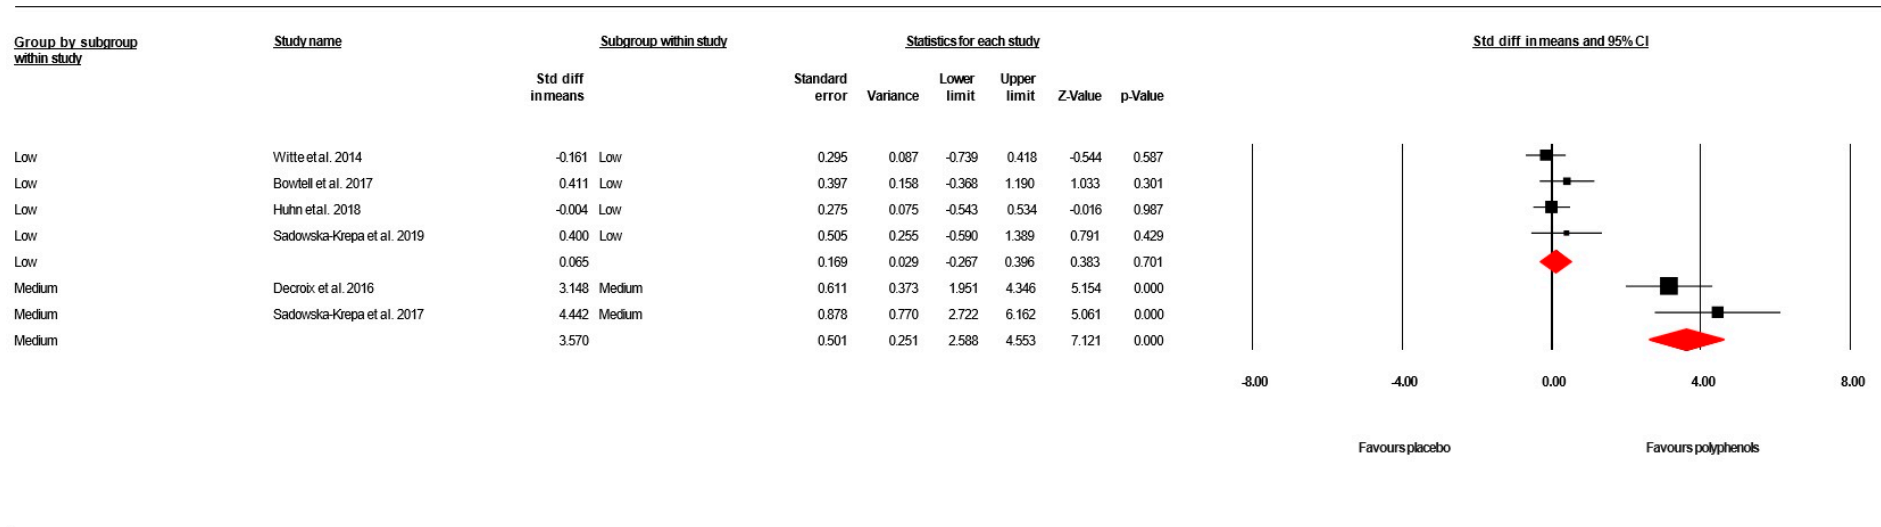 Group by subgroup within study Study name Subgroup within study Statistics for each study Std diff in means and 95% CI
Std diff in means Standard error Variance Lower limit Upper limit Z-Value p-Value
Low Witte et al. 2014 -0.161 Low 0.295 0.087 -0.739 0.418 -0.544 0.587
Low Bowtell et al. 2017 0.411 Low 0.397 0.158 -0.368 1.190 1.033 0.301
Low Huhn et al. 2018 -0.004 Low 0.275 0.075 -0.543 0.534 -0.016 0.987
Low Sadowska-Krepa et al. 2019 0.400 Low 0.505 0.255 -0.590 1.389 0.791 0.429
Low 0.065 0.169 0.029 -0.267 0.396 0.383 0.701
Medium Decroix et al. 2016 3.148 Medium 0.611 0.373 1.951 4.346 5.154 0.000
Medium Sadowska-Krepa et al. 2017 4.442 Medium 0.878 0.770 2.722 6.162 5.061 0.000
Medium 3.570 0.501 0.251 2.588 4.553 7.121 0.000
-8.00 -4.00 0.00 4.00 8.00
Favours placebo Favours polyphenols